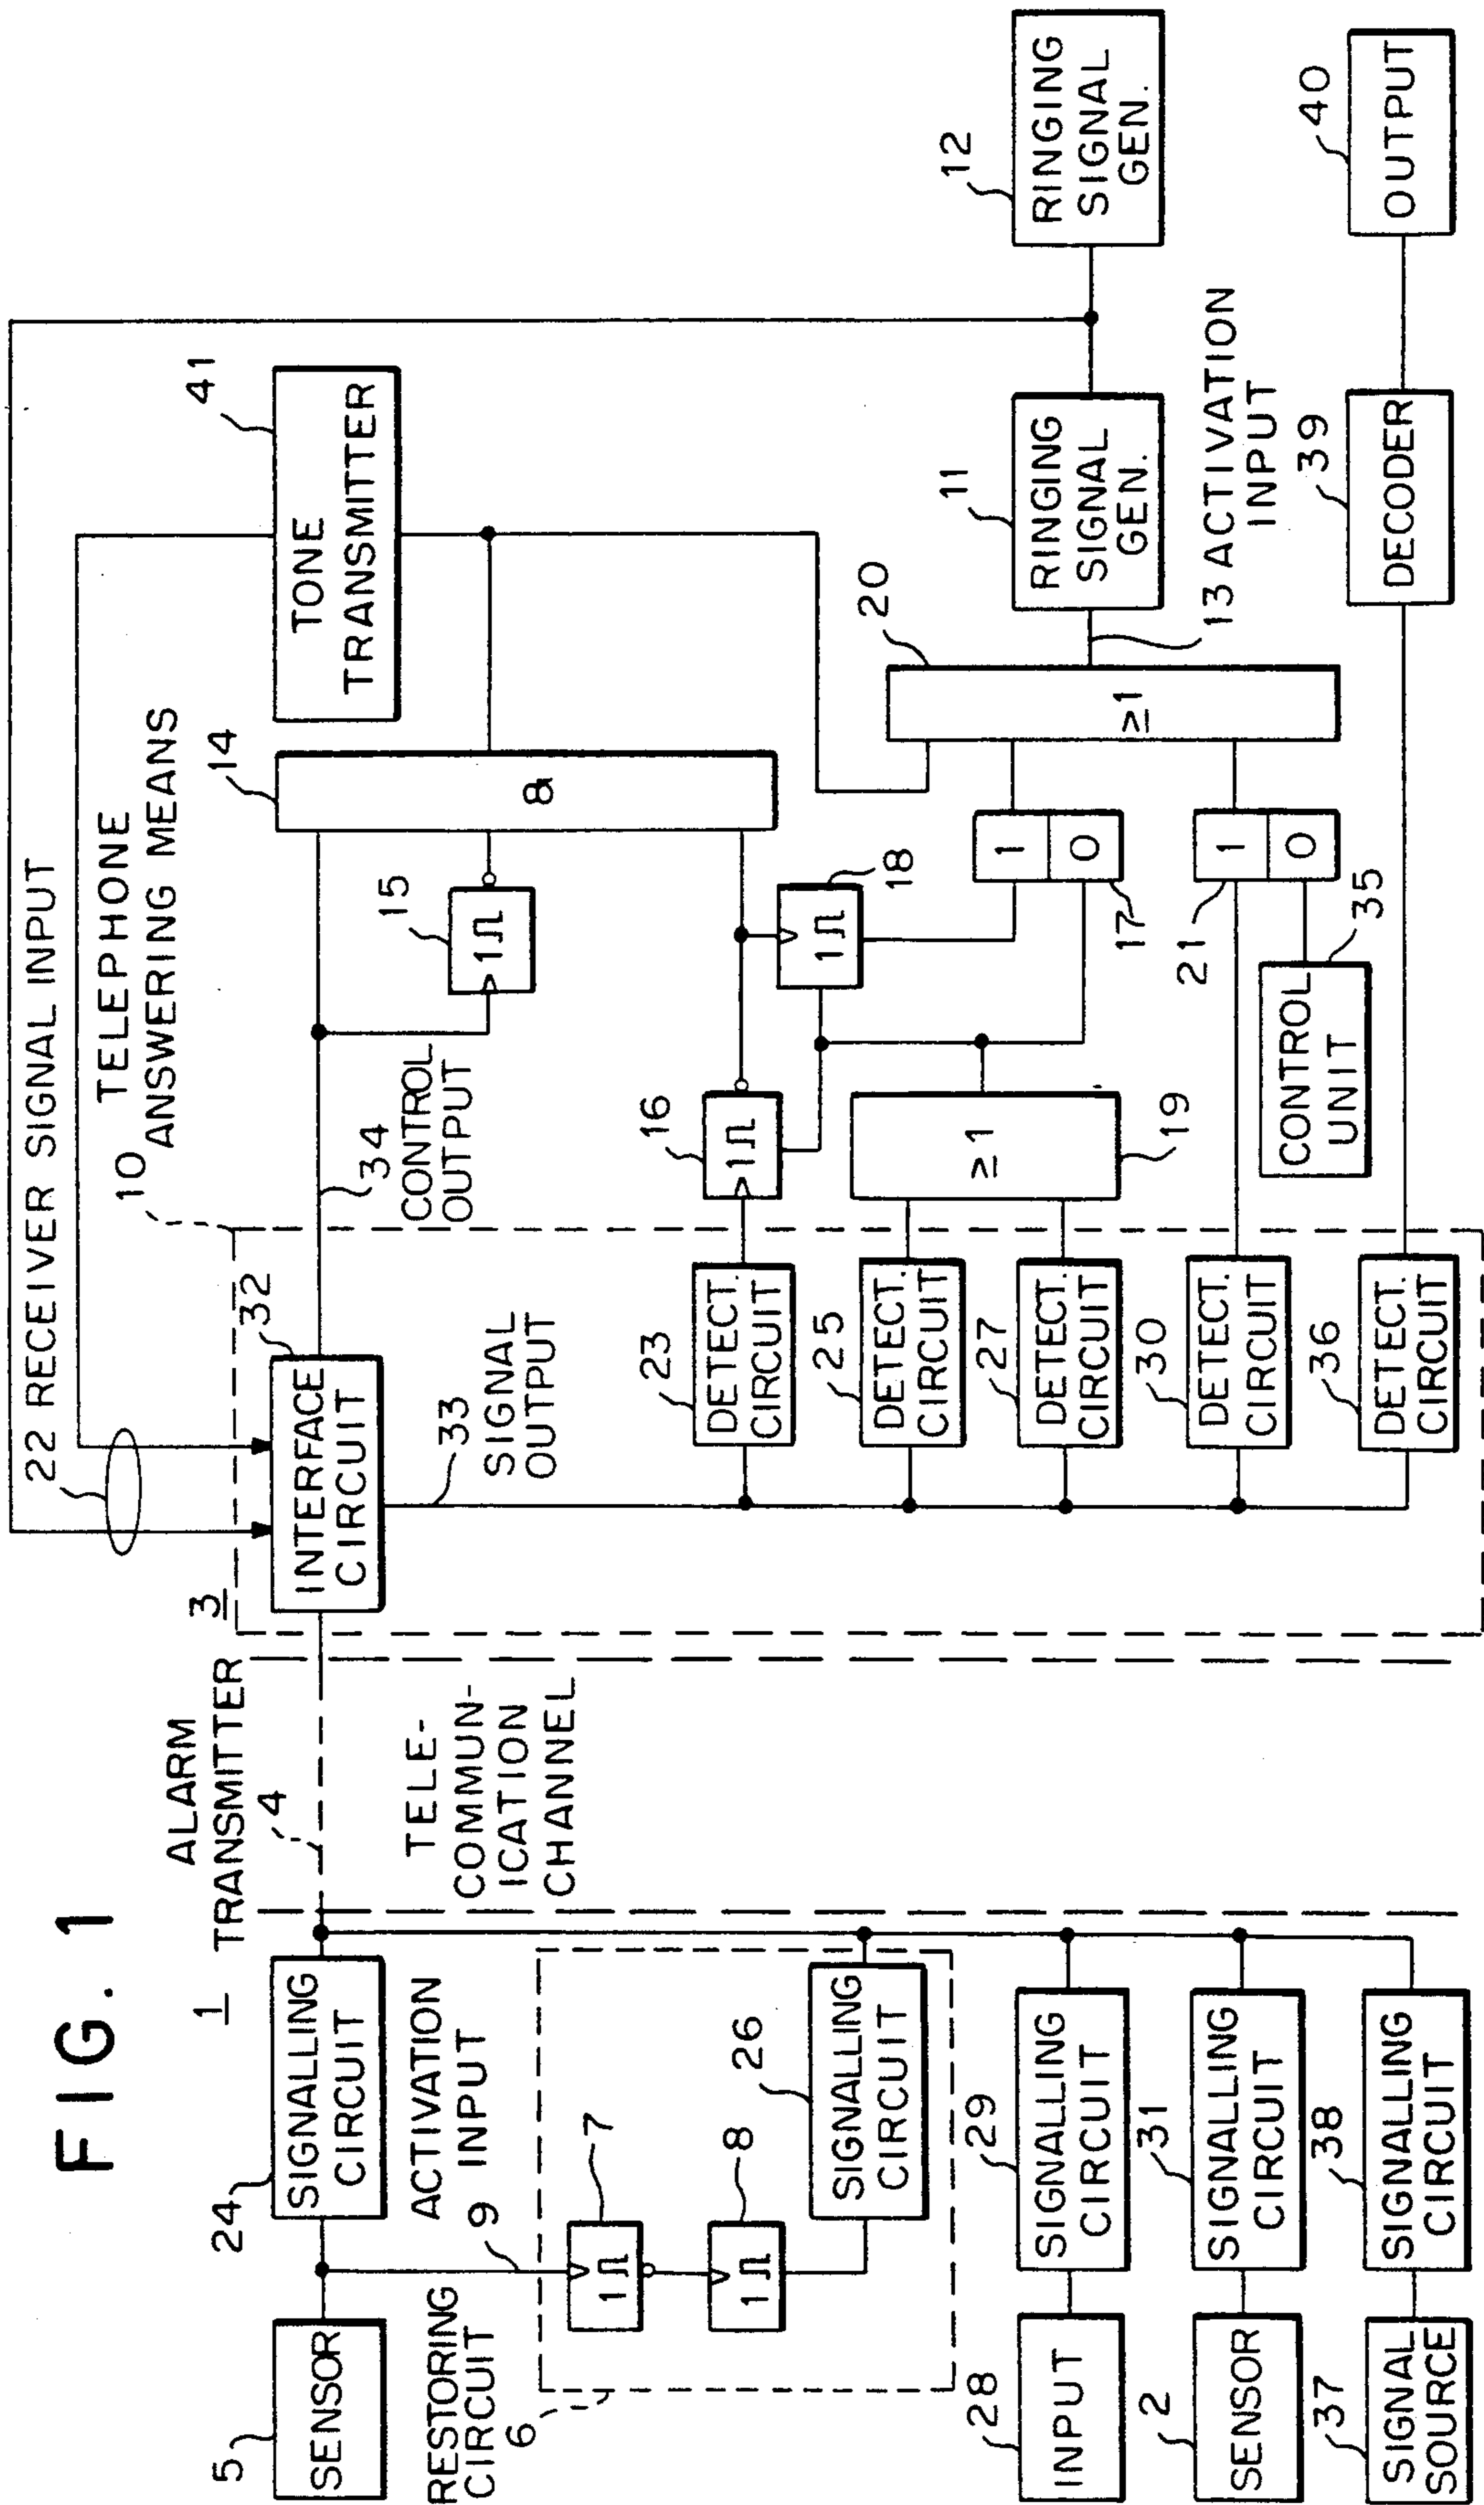 FIG. 1
22 RECEIVER SIGNAL INPUT
10
TELEPHONE
ANSWERING MEANS
41
TONE
TRANSMITTER
ALARM
TRANSMITTER
1
3
4
TELE-
COMMUN-
ICATION
CHANNEL
5
SENSOR
24
SIGNALLING
CIRCUIT
ACTIVATION
INPUT
9
RESTORING
CIRCUIT
6
7
1
8
1
26
SIGNALLING
CIRCUIT
28
INPUT
29
SIGNALLING
CIRCUIT
2
SENSOR
31
SIGNALLING
CIRCUIT
37
SIGNAL
SOURCE
38
SIGNALLING
CIRCUIT
32
INTERFACE
CIRCUIT
33
SIGNAL
OUTPUT
34
CONTROL
OUTPUT
14
&
15
1
16
1
18
1
23
DETECT.
CIRCUIT
25
DETECT.
CIRCUIT
27
DETECT.
CIRCUIT
30
DETECT.
CIRCUIT
36
DETECT.
CIRCUIT
≥1
19
1
0
17
21
1
0
CONTROL
UNIT
35
20
≥1
13 ACTIVATION
INPUT
11
RINGING
SIGNAL
GEN.
12
RINGING
SIGNAL
GEN.
39
DECODER
40
OUTPUT